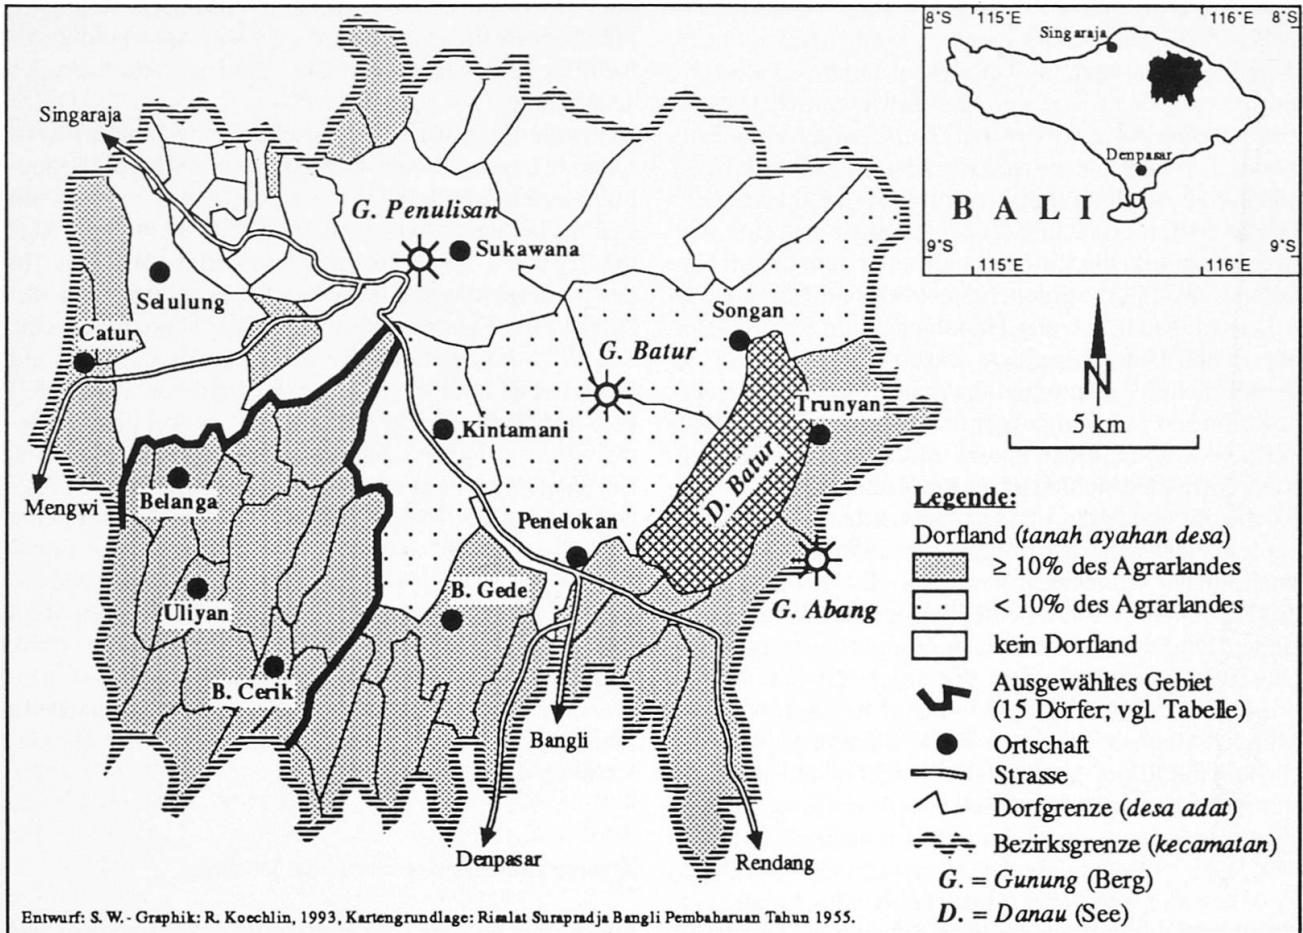 8°S
115°E
116°E
8°S
Singaraja
Denpasar
BALI
9°S
9°S
115°E
116°E
Singaraja
G. Penulisan
Sukawana
Selulung
Catur
Songan
G. Batur
Trunyan
Kintamani
D. Batur
Mengwi
Belanga
Penelokan
Uliyan
B. Gede
G. Abang
B. Cerik
Bangli
Denpasar
Rendang
N
5 km
Legende:
Dorfland (tanah ayahan desa)
≥ 10% des Agrarlandes
< 10% des Agrarlandes
kein Dorfland
Ausgewähltes Gebiet
(15 Dörfer; vgl. Tabelle)
Ortschaft
Strasse
Dorfgrenze (desa adat)
Bezirksgrenze (kecamatan)
G. = Gunung (Berg)
D. = Danau (See)
Entwurf: S. W.- Graphik: R. Koechlin, 1993, Kartengrundlage: Risalat Surapradja Bangli Pembaharuan Tahun 1955.